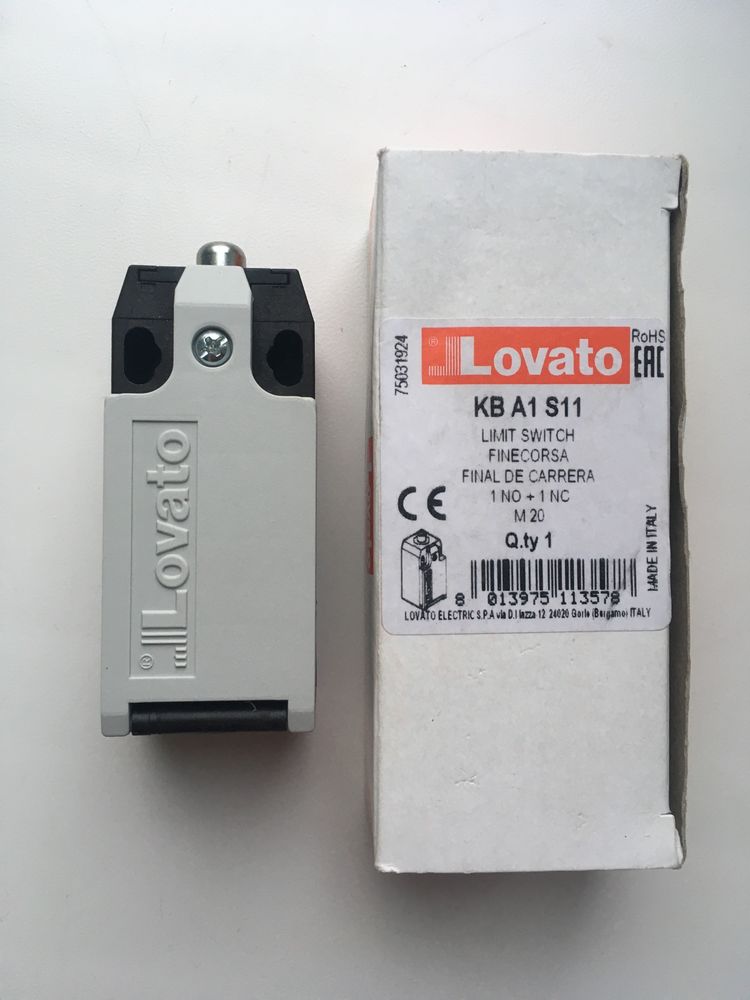 ® Lovato
75031924
® Lovato
RoHS
EAC
KB A1 S11
LIMIT SWITCH
FINECORSA
FINAL DE CARRERA
1 NO + 1 NC
M 20
CE
Q.ty 1
MADE IN ITALY
8 013975 113578
LOVATO ELECTRIC S.P.A via D.I lazza 12 24020 Gorle (Bergamo) ITALY